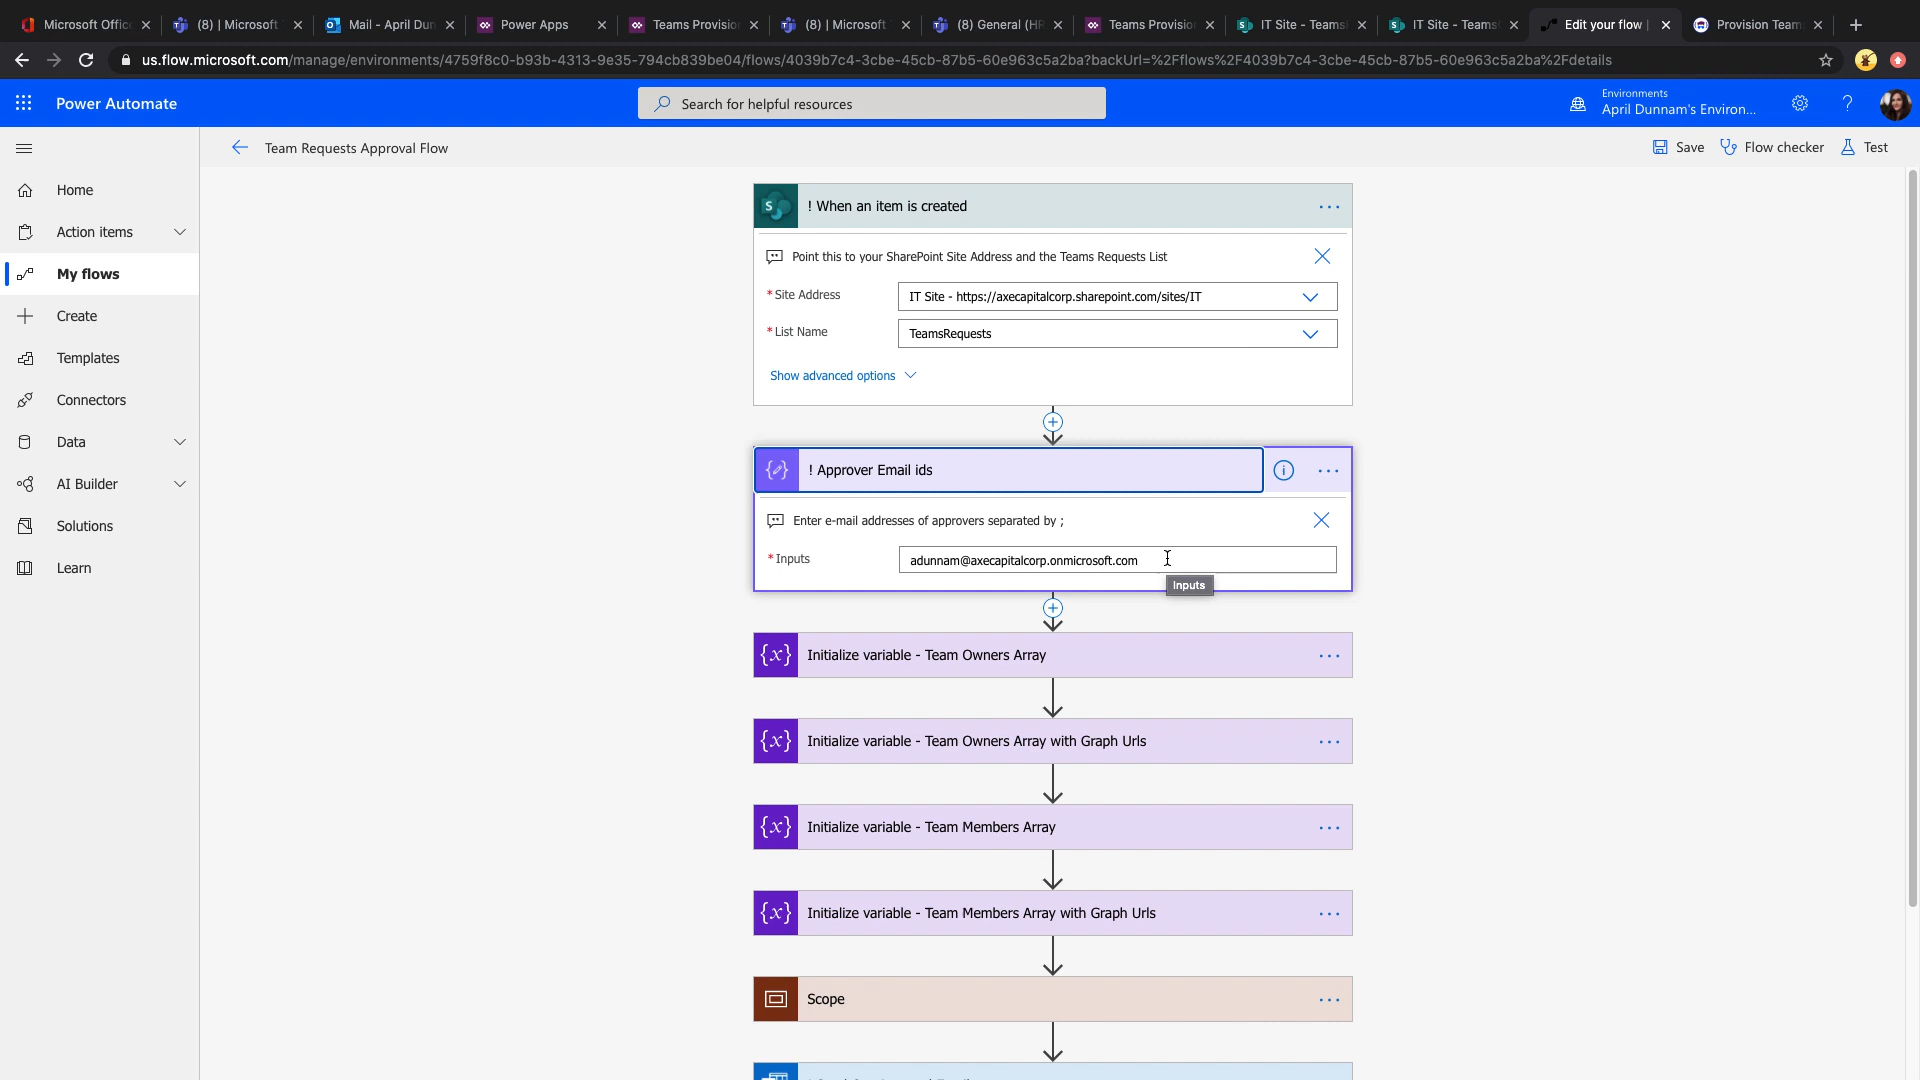 Microsoft Offic
(8) | Microsoft
Mail - April Dun
Power Apps
Teams Provisio
(8) | Microsoft
(8) General (HR
Teams Provisio
IT Site - Teams
IT Site - Teams
Edit your flow |
Provision Team
us.flow.microsoft.com/manage/environments/4759f8c0-b93b-4313-9e35-794cb839be04/flows/4039b7c4-3cbe-45cb-87b5-60e963c5a2ba?backUrl=%2Fflows%2F4039b7c4-3cbe-45cb-87b5-60e963c5a2ba%2Fdetails
Power Automate
Search for helpful resources
Environments
April Dunnam's Environ...
Team Requests Approval Flow
Save
Flow checker
Test
Home
Action items
My flows
Create
Templates
Connectors
Data
AI Builder
Solutions
Learn
! When an item is created
Point this to your SharePoint Site Address and the Teams Requests List
* Site Address
IT Site - https://axecapitalcorp.sharepoint.com/sites/IT
* List Name
TeamsRequests
Show advanced options
! Approver Email ids
Enter e-mail addresses of approvers separated by ;
* Inputs
adunnam@axecapitalcorp.onmicrosoft.com
Inputs
Initialize variable - Team Owners Array
Initialize variable - Team Owners Array with Graph Urls
Initialize variable - Team Members Array
Initialize variable - Team Members Array with Graph Urls
Scope